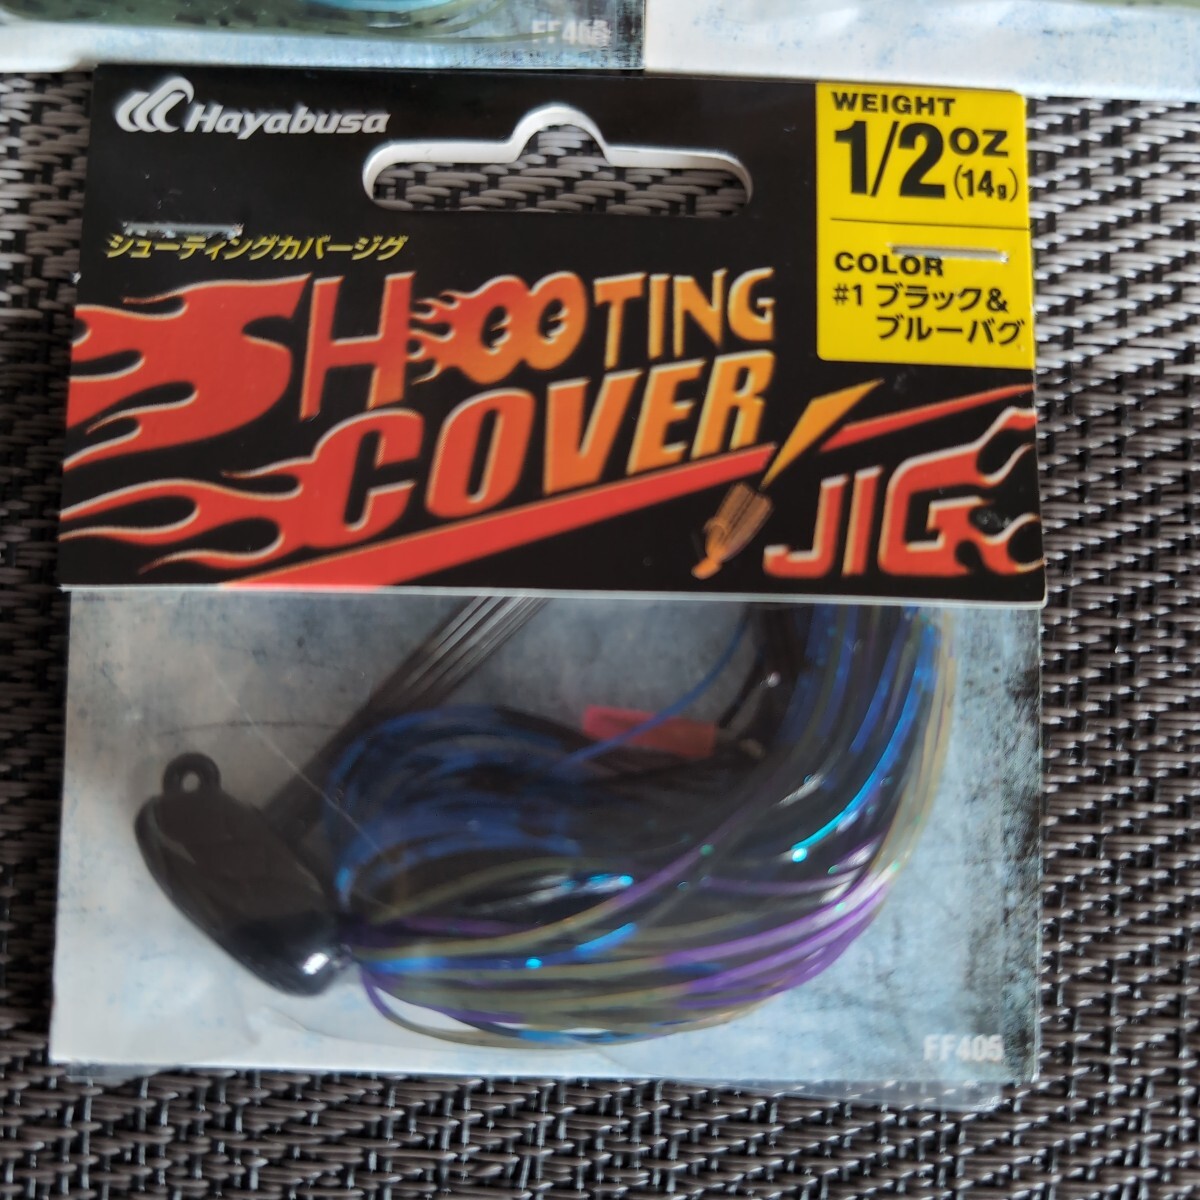 FF405
Hayabusa
シューティングカバージグ
SHOOTING
COVER
JIG
WEIGHT
1/2OZ
(14g)
COLOR
#1 ブラック&
ブルーバグ
FF405